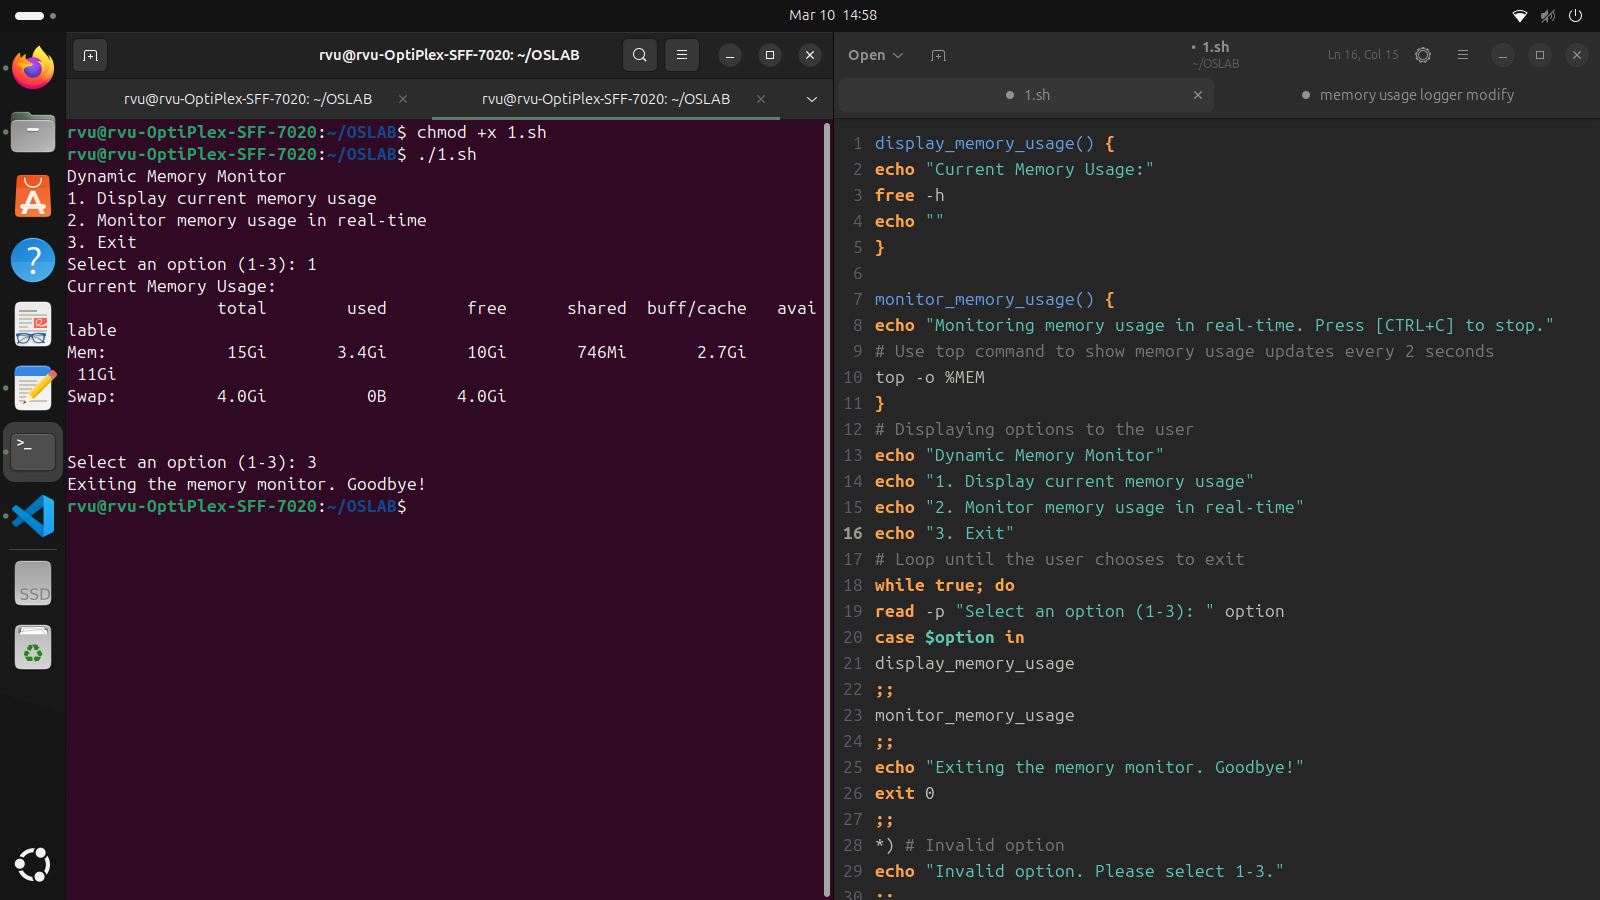 Mar 10 14:58
rvu@rvu-OptiPlex-SFF-7020: ~/OSLAB
rvu@rvu-OptiPlex-SFF-7020: ~/OSLAB
rvu@rvu-OptiPlex-SFF-7020: ~/OSLAB
rvu@rvu-OptiPlex-SFF-7020:~/OSLAB$ chmod +x 1.sh
rvu@rvu-OptiPlex-SFF-7020:~/OSLAB$ ./1.sh
Dynamic Memory Monitor
1. Display current memory usage
2. Monitor memory usage in real-time
3. Exit
Select an option (1-3): 1
Current Memory Usage:
total used free shared buff/cache avai
lable
Mem: 15Gi 3.4Gi 10Gi 746Mi 2.7Gi
11Gi
Swap: 4.0Gi 0B 4.0Gi
Select an option (1-3): 3
Exiting the memory monitor. Goodbye!
rvu@rvu-OptiPlex-SFF-7020:~/OSLAB$
SSD
Open
• 1.sh
~/OSLAB
Ln 16, Col 15
1.sh
memory usage logger modify
1 display_memory_usage() {
2 echo "Current Memory Usage:"
3 free -h
4 echo ""
5 }
6
7 monitor_memory_usage() {
8 echo "Monitoring memory usage in real-time. Press [CTRL+C] to stop."
9 # Use top command to show memory usage updates every 2 seconds
10 top -o %MEM
11 }
12 # Displaying options to the user
13 echo "Dynamic Memory Monitor"
14 echo "1. Display current memory usage"
15 echo "2. Monitor memory usage in real-time"
16 echo "3. Exit"
17 # Loop until the user chooses to exit
18 while true; do
19 read -p "Select an option (1-3): " option
20 case $option in
21 display_memory_usage
22 ;;
23 monitor_memory_usage
24 ;;
25 echo "Exiting the memory monitor. Goodbye!"
26 exit 0
27 ;;
28 *) # Invalid option
29 echo "Invalid option. Please select 1-3."
30 ;;